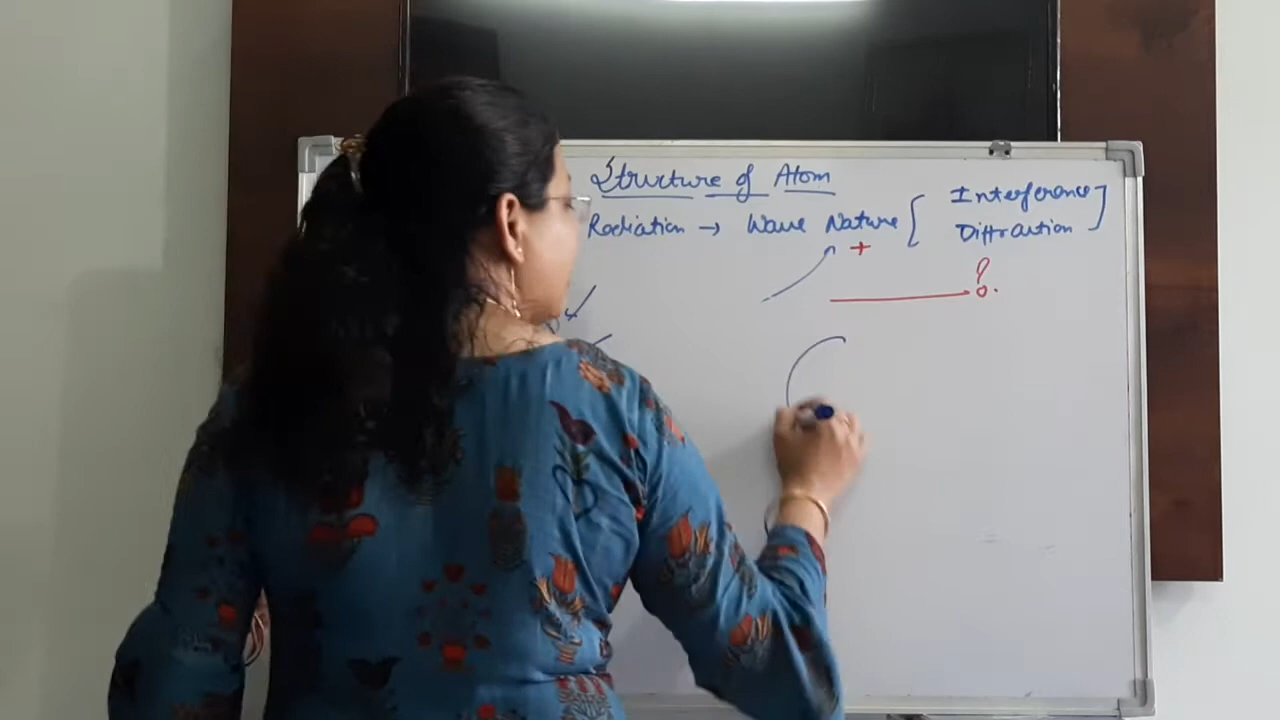 Structure of Atom
Radiation → Wave Nature [ Interference
Diffraction ]
+
?